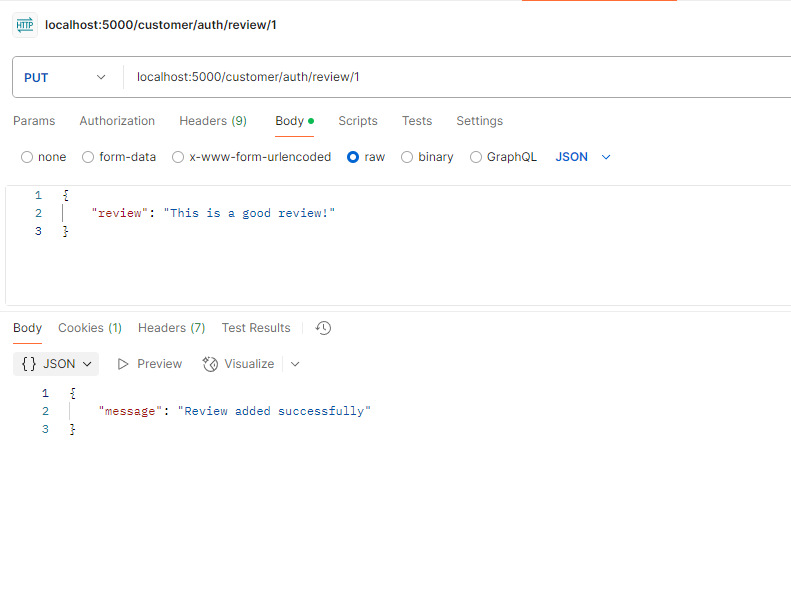 HTTP localhost:5000/customer/auth/review/1
PUT localhost:5000/customer/auth/review/1
Params Authorization Headers (9) Body Scripts Tests Settings
none form-data x-www-form-urlencoded raw binary GraphQL JSON
1 {
2 "review": "This is a good review!"
3 }
Body Cookies (1) Headers (7) Test Results
{} JSON Preview Visualize
1 {
2 "message": "Review added successfully"
3 }